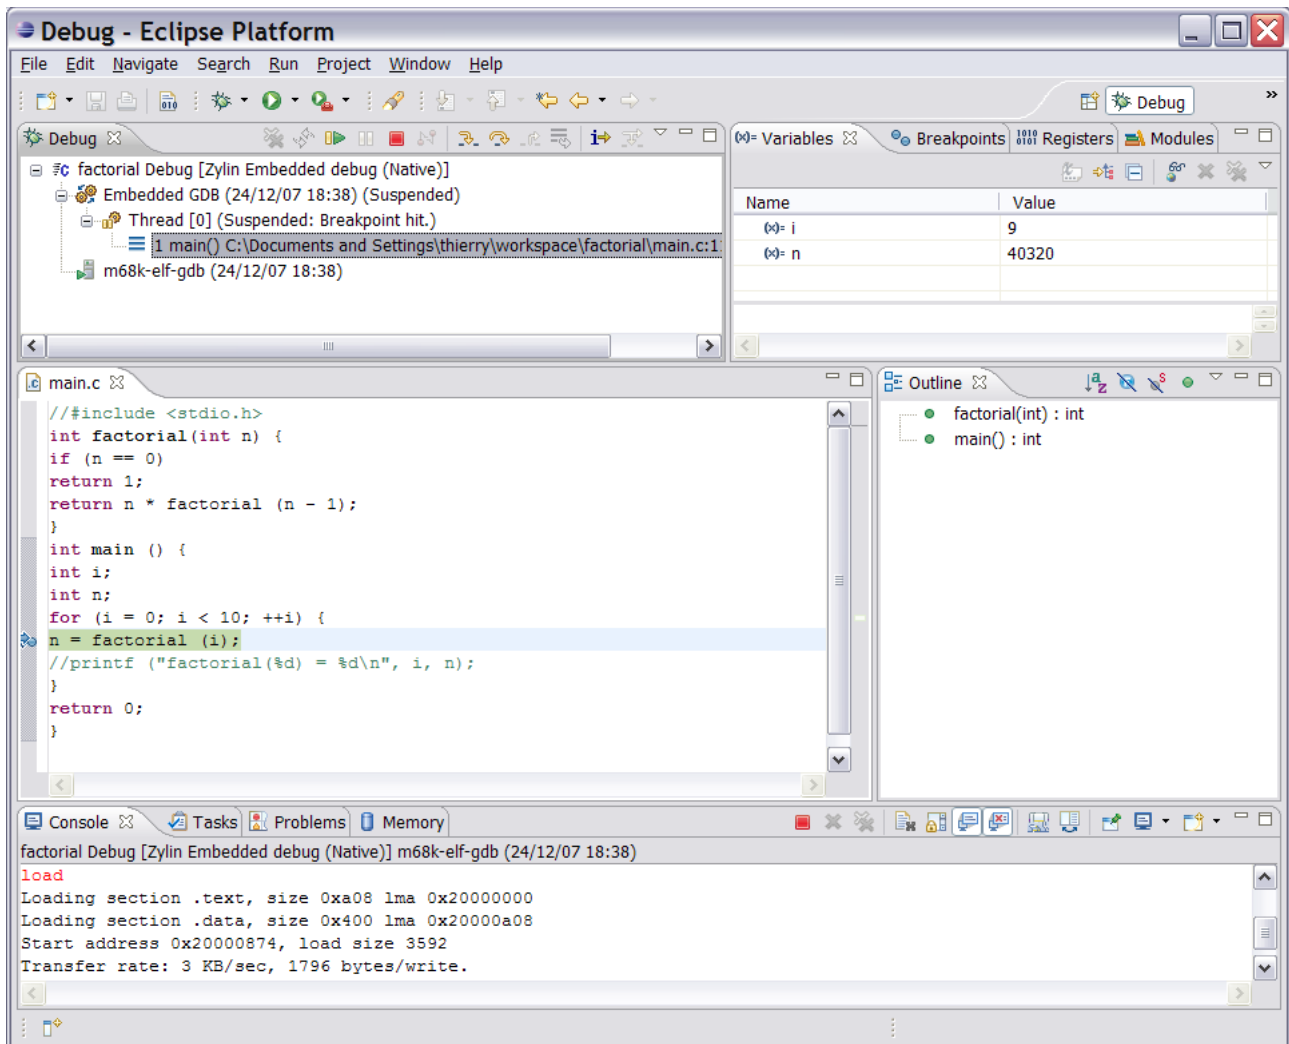 Debug - Eclipse Platform
File Edit Navigate Search Run Project Window Help
Debug
»
Debug
factorial Debug [Zylin Embedded debug (Native)]
Embedded GDB (24/12/07 18:38) (Suspended)
Thread [0] (Suspended: Breakpoint hit.)
1 main() C:\Documents and Settings\thierry\workspace\factorial\main.c:1
m68k-elf-gdb (24/12/07 18:38)
(x)= Variables Breakpoints 1010 0101 Registers Modules
Name Value
(x)= i 9
(x)= n 40320
main.c
//#include <stdio.h>
int factorial(int n) {
if (n == 0)
return 1;
return n * factorial (n - 1);
}
int main () {
int i;
int n;
for (i = 0; i < 10; ++i) {
n = factorial (i);
//printf ("factorial(%d) = %d\n", i, n);
}
return 0;
}
Outline
factorial(int) : int
main() : int
Console Tasks Problems Memory
factorial Debug [Zylin Embedded debug (Native)] m68k-elf-gdb (24/12/07 18:38)
load
Loading section .text, size 0xa08 lma 0x20000000
Loading section .data, size 0x400 lma 0x20000a08
Start address 0x20000874, load size 3592
Transfer rate: 3 KB/sec, 1796 bytes/write.